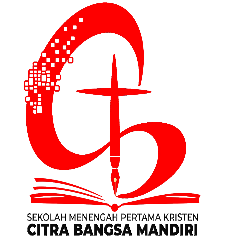 SEKOLAH MENENGAH PERTAMA KRISTEN
CITRA BANGSA MANDIRI